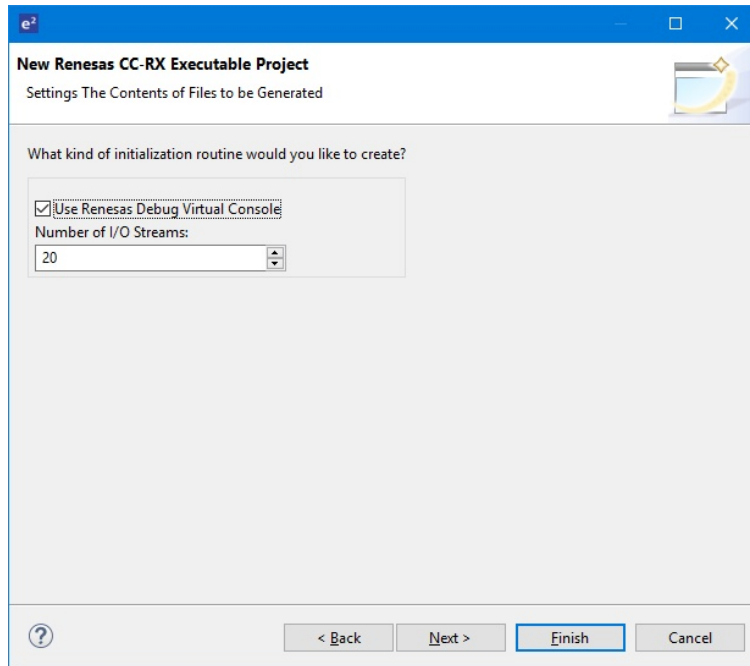 e²
New Renesas CC-RX Executable Project
Settings The Contents of Files to be Generated
What kind of initialization routine would you like to create?
Use Renesas Debug Virtual Console
Number of I/O Streams:
20
?
< Back
Next >
Finish
Cancel